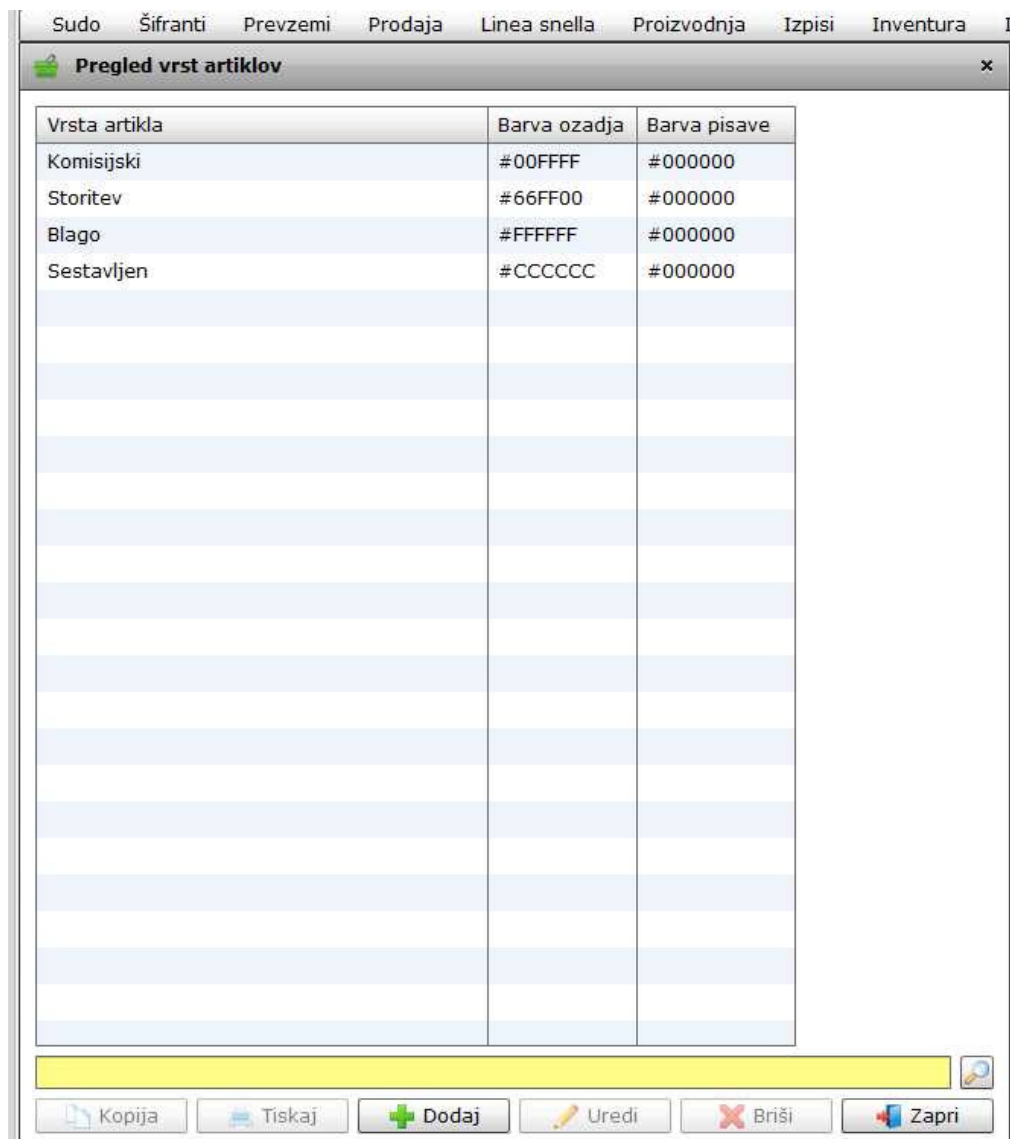 Sudo Šifranti Prevzemi Prodaja Linea snella Proizvodnja Izpisi Inventura
Pregled vrst artiklov
Vrsta artikla Barva ozadja Barva pisave
Komisijski #00FFFF #000000
Storitev #66FF00 #000000
Blago #FFFFFF #000000
Sestavljen #CCCCCC #000000
Kopija Tiskaj Dodaj Uredi Briši Zapri